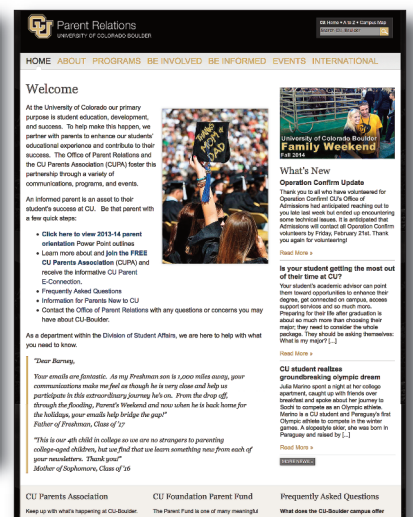 CU Parent Relations
UNIVERSITY OF COLORADO BOULDER
CU Home • A to Z • Campus Map
Search CU-Boulder
HOME ABOUT PROGRAMS BE INVOLVED BE INFORMED EVENTS INTERNATIONAL
Welcome
At the University of Colorado our primary
purpose is student education, development,
and success. To help make this happen, we
partner with parents to enhance our students'
educational experience and contribute to their
success. The Office of Parent Relations and
the CU Parents Association (CUPA) foster this
partnership through a variety of
communications, programs, and events.
An informed parent is an asset to their
student's success at CU. Be that parent with
a few quick steps:
• Click here to view 2013-14 parent
orientation Power Point outlines
• Learn more about and join the FREE
CU Parents Association (CUPA) and
receive the informative CU Parent
E-Connection.
• Frequently Asked Questions
• Information for Parents New to CU
• Contact the Office of Parent Relations with any questions or concerns you may
have about CU-Boulder.
As a department within the Division of Student Affairs, we are here to help with what
you need to know.
"Dear Barney,
Your emails are fantastic. As my Freshman son is 1,000 miles away, your
communications make me feel as though he is very close and help us
participate in this extraordinary journey he's on. From the drop off,
through the flooding, Parent's Weekend and now when he is back home for
the holidays, your emails help bridge the gap!"
Father of Freshman, Class of '17
"This is our 4th child in college so we are no strangers to parenting
college-aged children, but we find that we learn something new from each of
your newsletters. Thank you!"
Mother of Sophomore, Class of '16
THANKS
MOM &
DAD
University of Colorado Boulder
Family Weekend
Fall 2014
What's New
Operation Confirm Update
Thank you to all who have volunteered for
Operation Confirm! CU's Office of
Admissions had anticipated reaching out to
you late last week but ended up encountering
some technical issues. It is anticipated that
Admissions will contact all Operation Confirm
volunteers by Friday, February 21st. Thank
you again for volunteering!
Read More »
Is your student getting the most out
of their time at CU?
Your student's academic advisor can point
them toward opportunities to enhance their
degree, get connected on campus, access
support services and so much more.
Preparing for their life after graduation is
about so much more than choosing their
major; they need to consider the whole
package. They should be asking themselves:
What is my major? [...]
Read More »
CU student realizes
groundbreaking olympic dream
Julia Marino spent a night at her college
apartment, caught up with friends over
breakfast and spoke about her journey to
Sochi to compete as an Olympic athlete.
Marino is a CU student and Paraguay's first
Olympic athlete to compete in the winter
games. A slopestyle skier, she was born in
Paraguay and raised by [...]
Read More »
MORE NEWS »
CU Parents Association
Keep up with what's happening at CU-Boulder.
CU Foundation Parent Fund
The Parent Fund is one of many meaningful
Frequently Asked Questions
What does the CU-Boulder campus offer